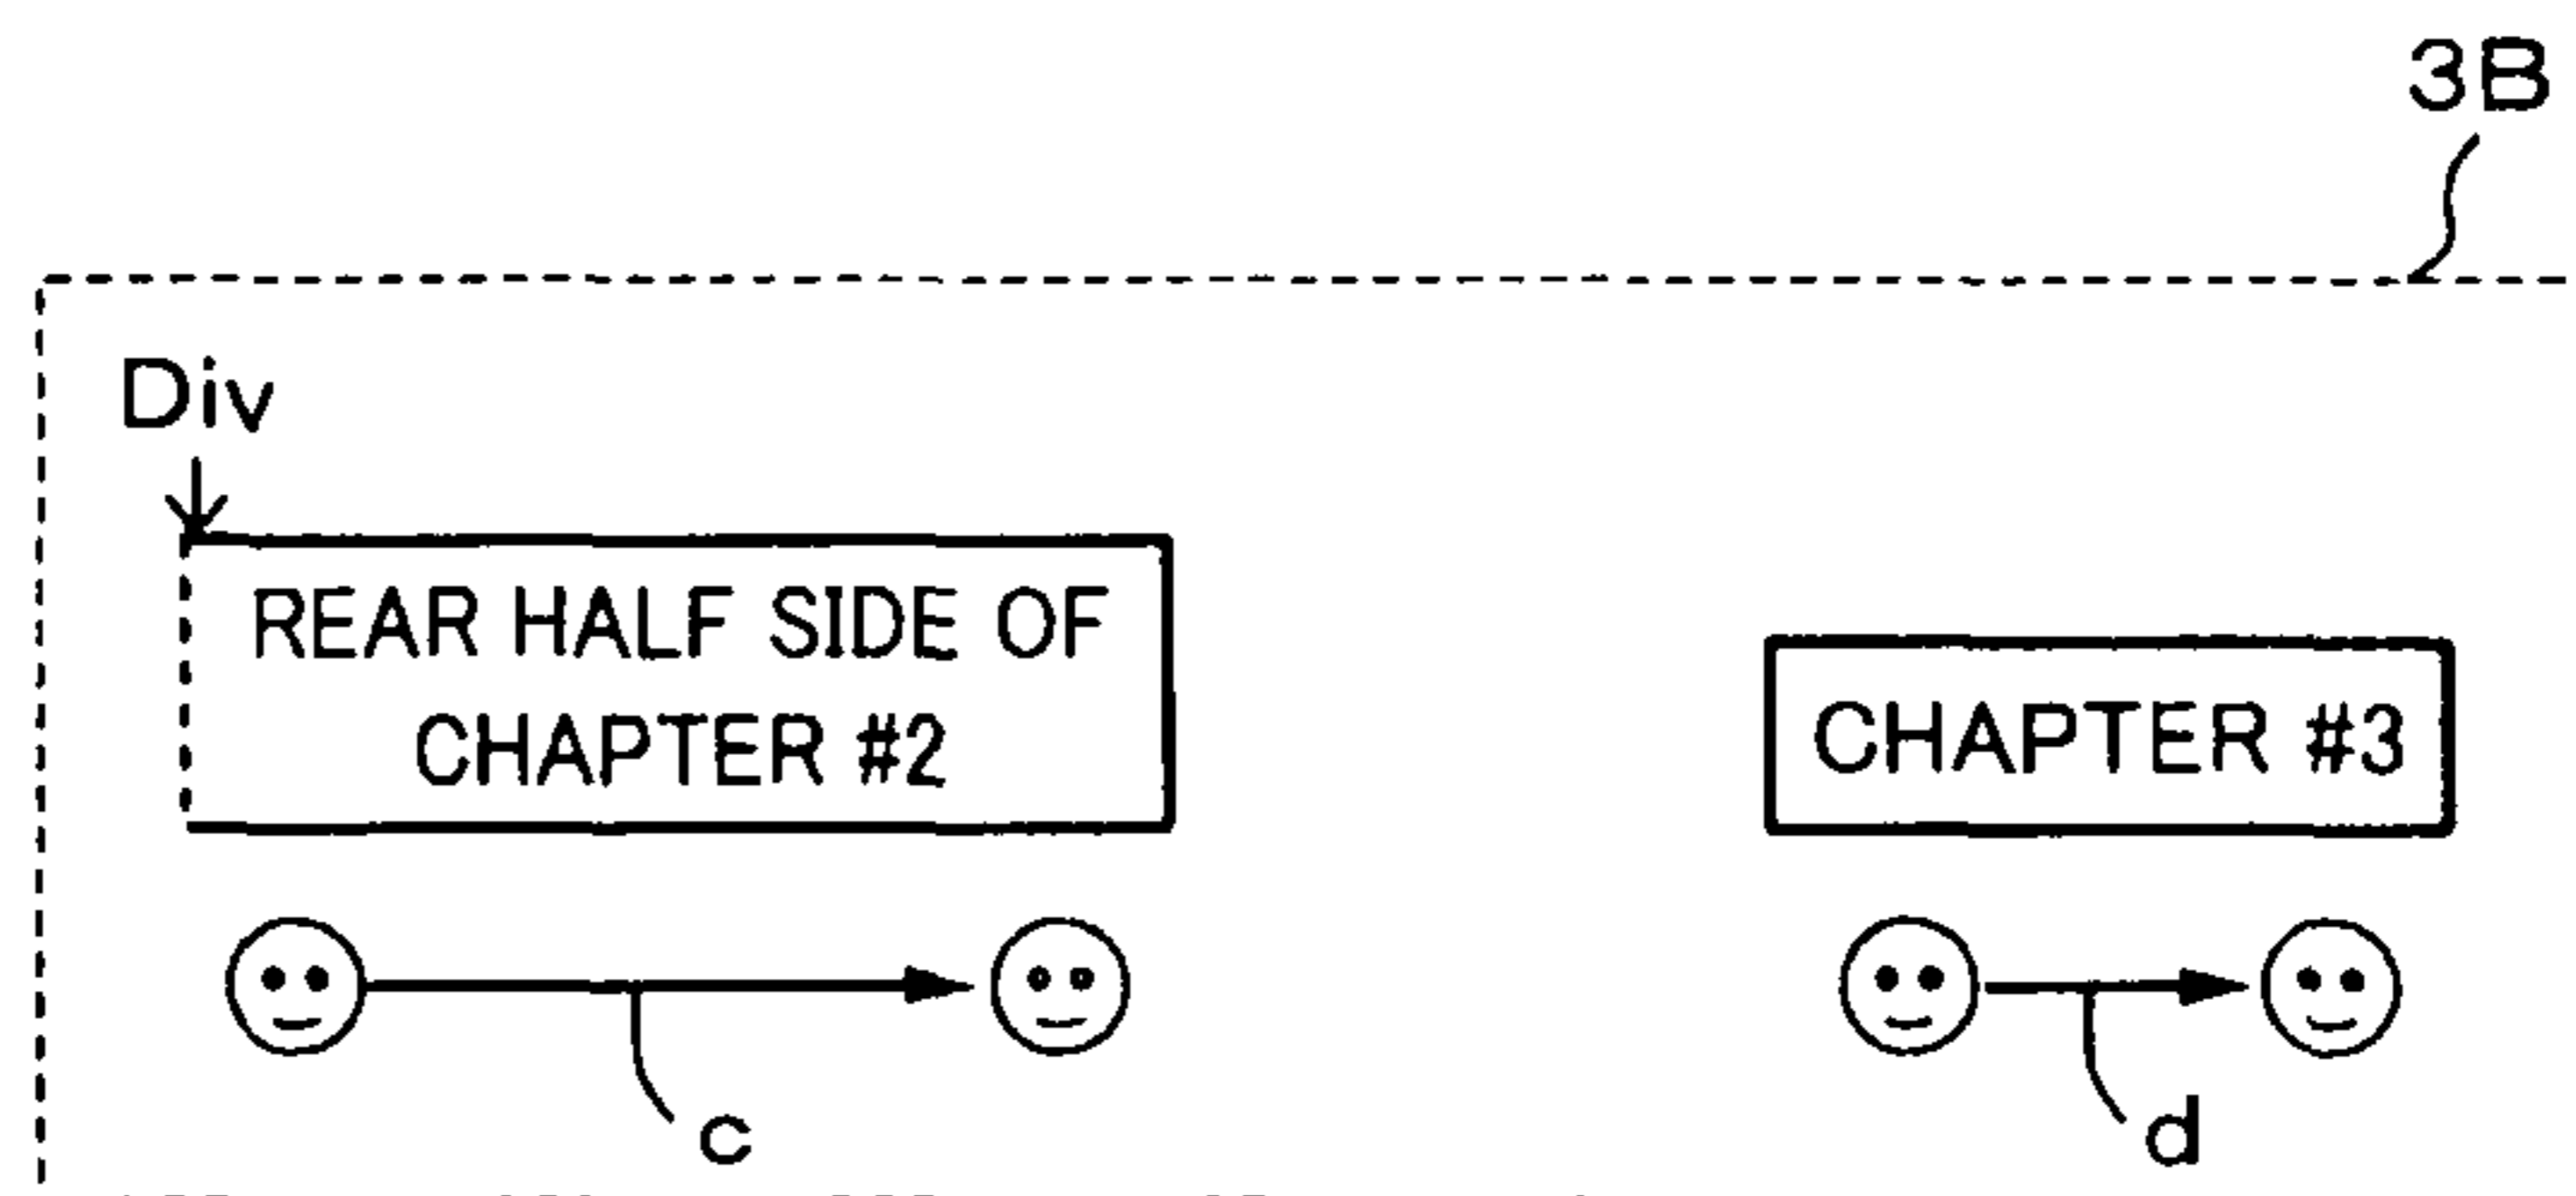 3B
Div
REAR HALF SIDE OF
CHAPTER #2
CHAPTER #3
c
d